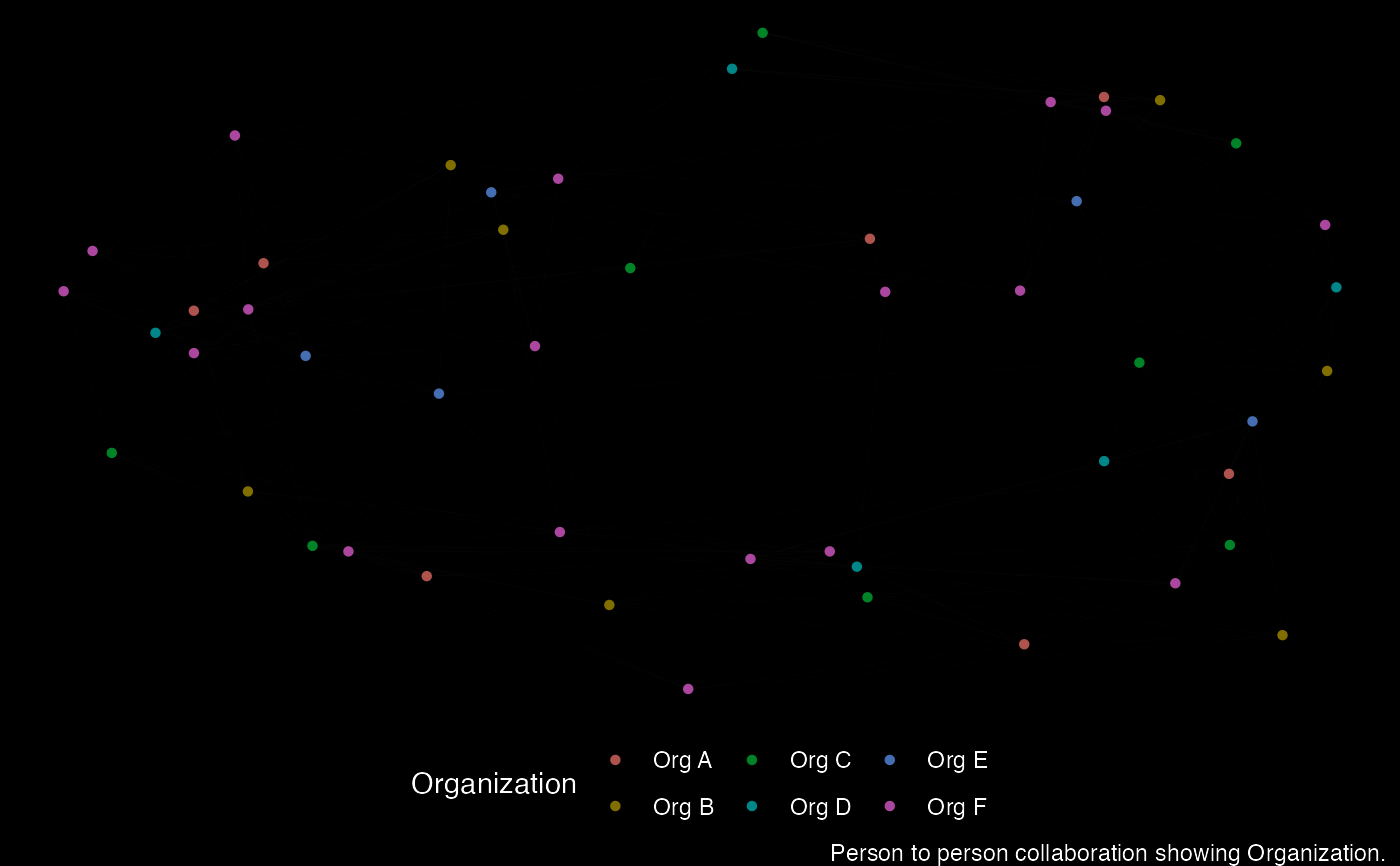 Organization
Org A
Org C
Org E
Org B
Org D
Org F
Person to person collaboration showing Organization.